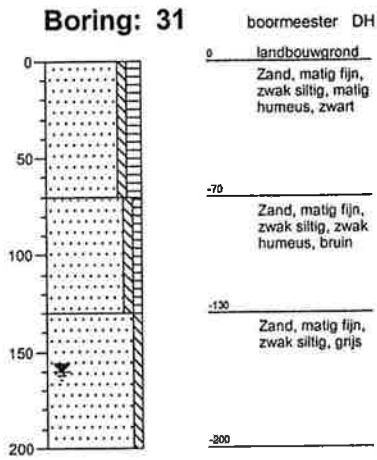 Boring: 31
boormeester DH
0
0 landbouwgrond
Zand, matig fijn,
zwak siltig, matig
humeus, zwart
50
-70
Zand, matig fijn,
zwak siltig, zwak
humeus, bruin
100
-130
Zand, matig fijn,
zwak siltig, grijs
150
200
-200